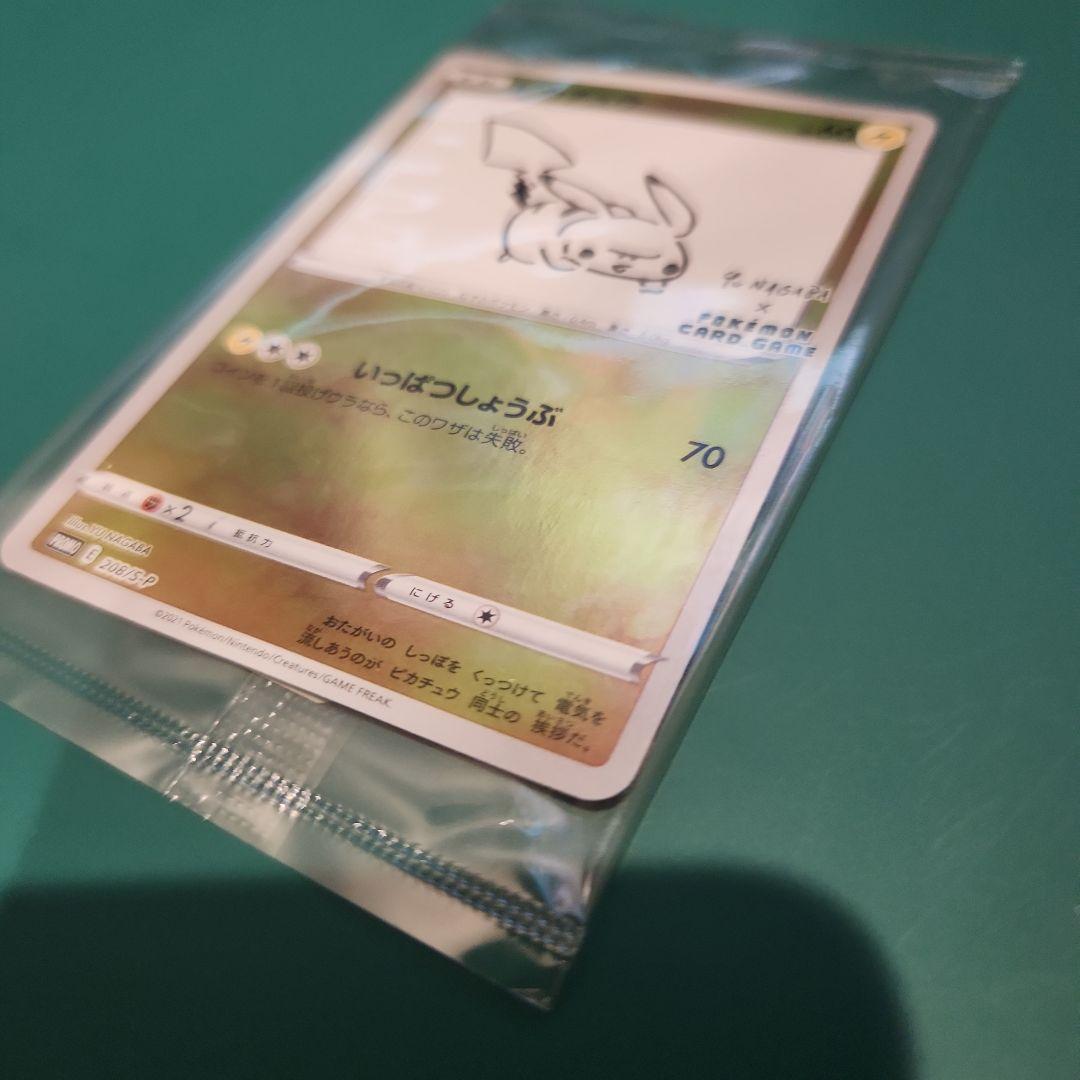 Yu NAGABA
×
POKÉMON
CARD GAME
いっぱつしょうぶ 70
コインを1回投げウラなら、このワザは失敗。
×2 抵抗力 にげる
illus. YU NAGABA
PROMO E 208/S-P
おたがいの しっぽを くっつけて 電気を
流しあうのが ピカチュウ 同士の 挨拶だ。
©2021 Pokémon/Nintendo/Creatures/GAME FREAK